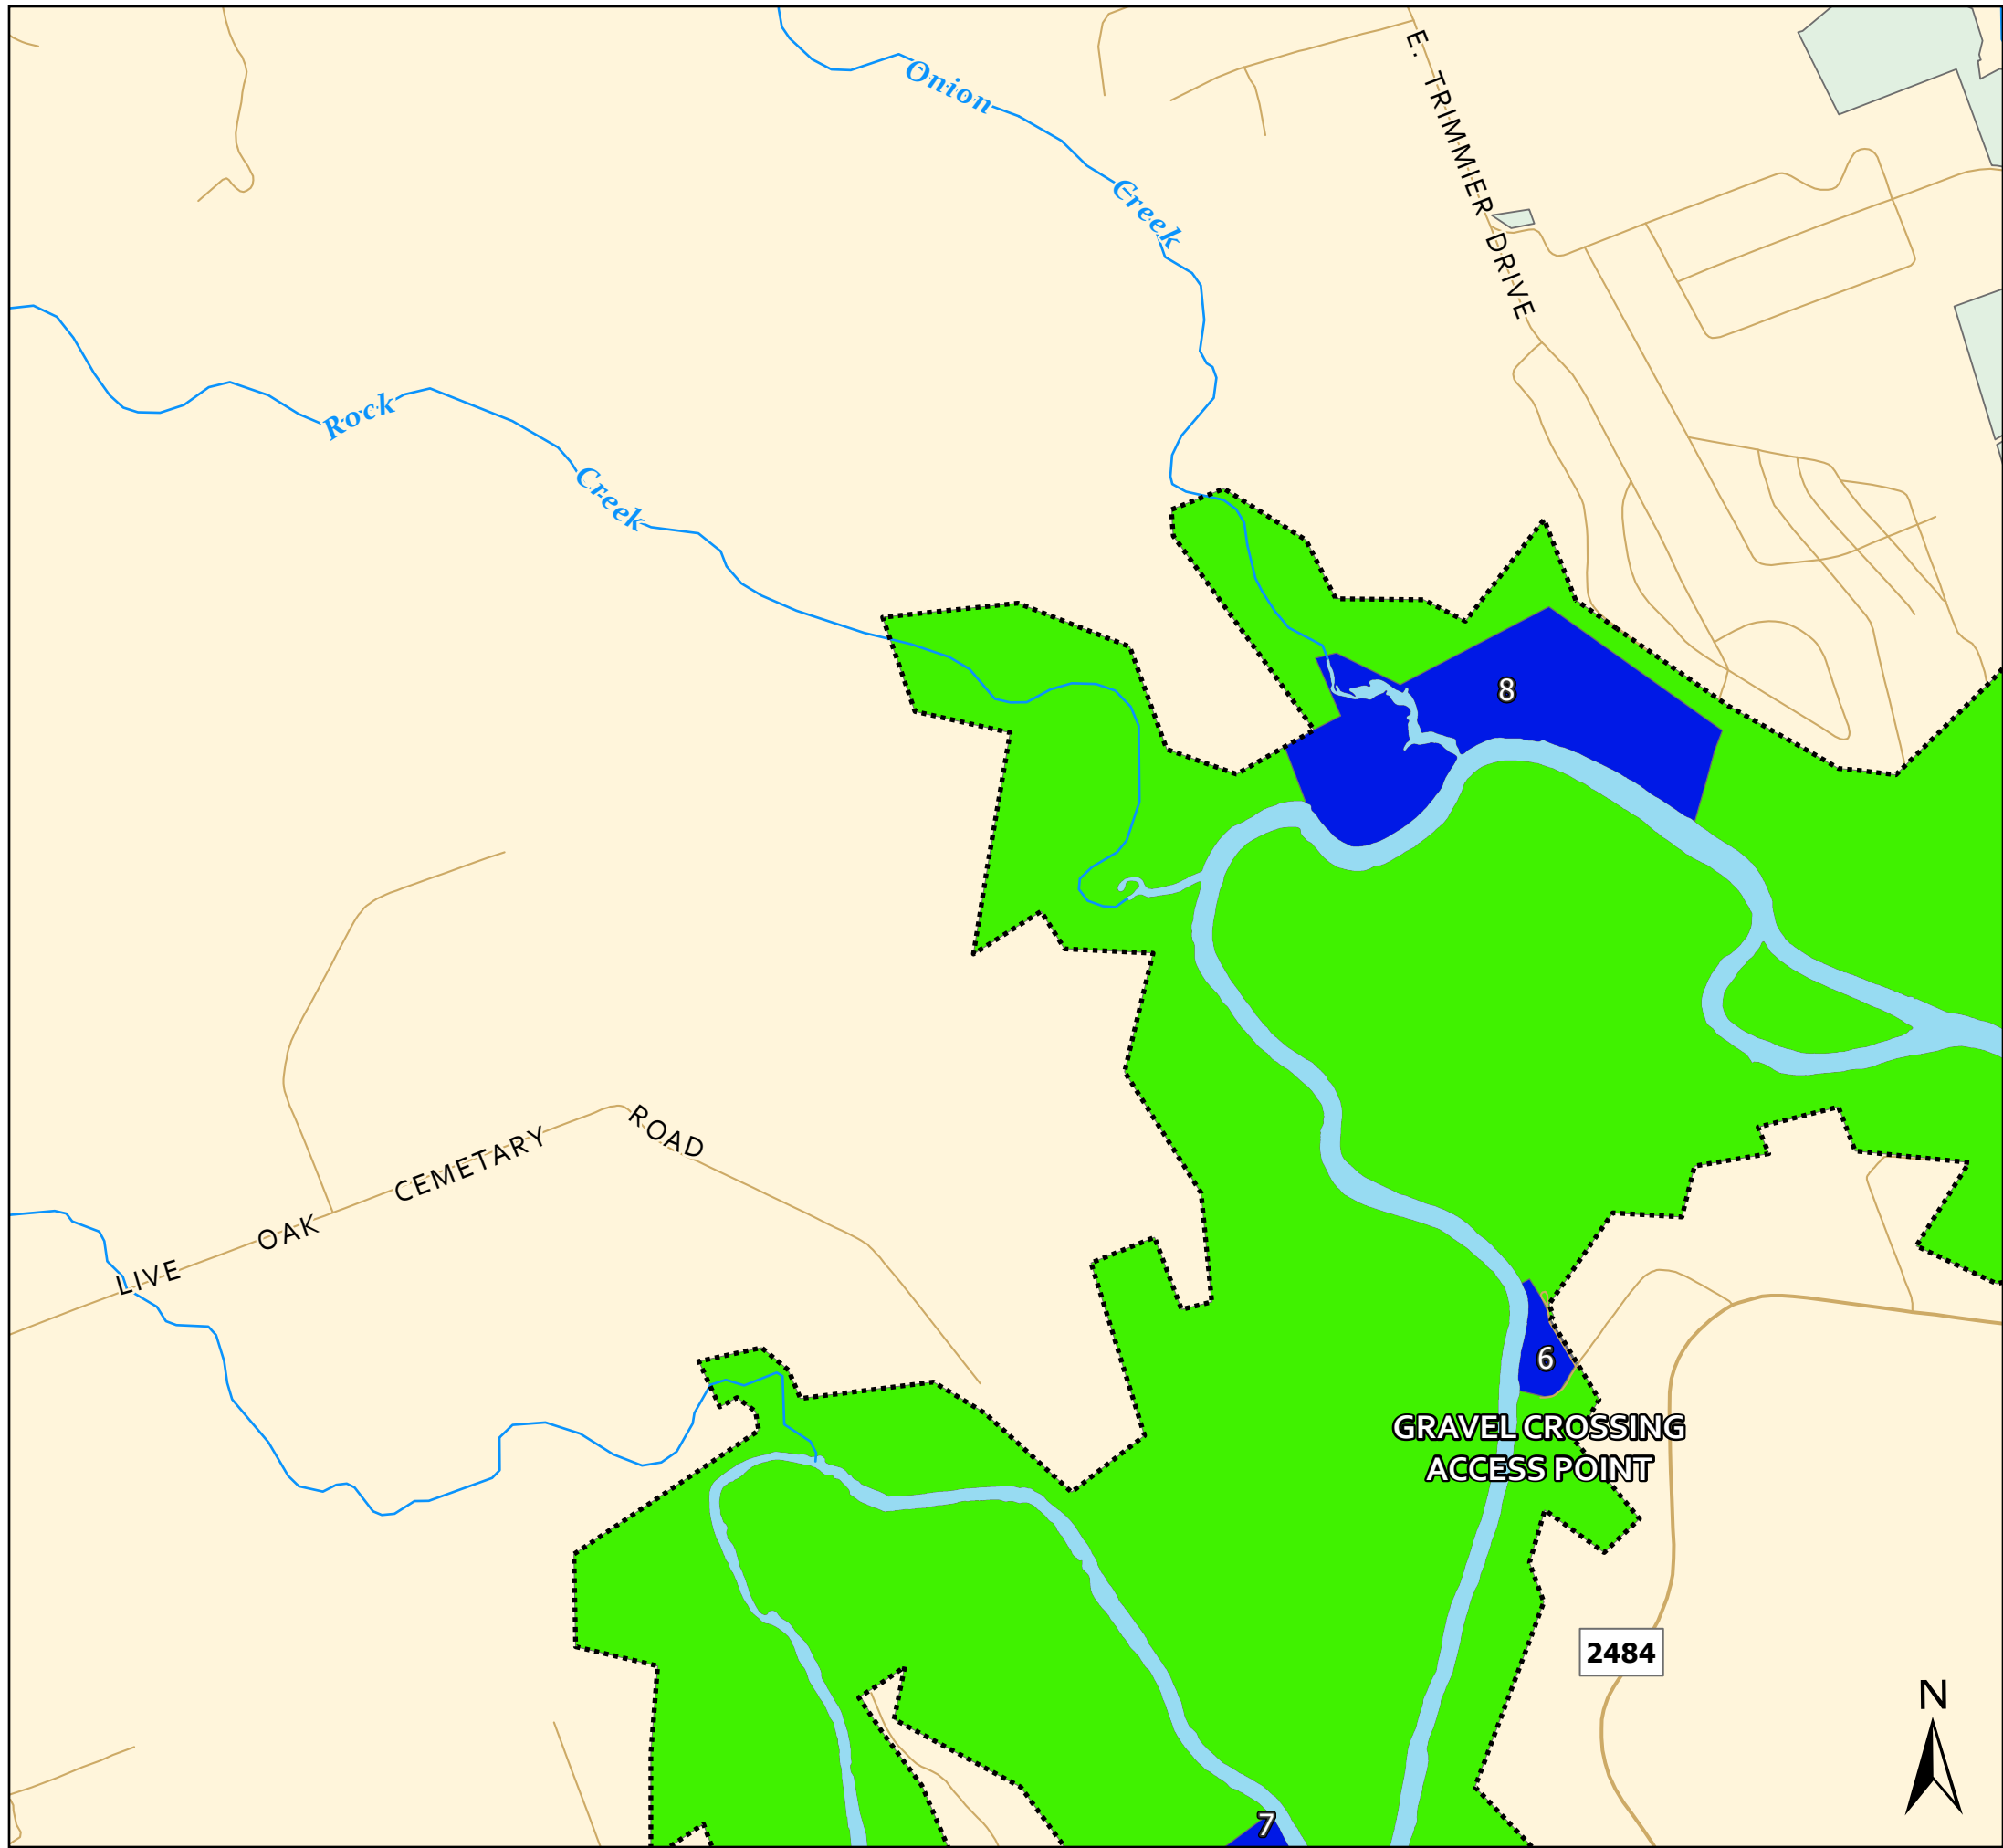 Onion Creek
E. TRIMMIER DRIVE
Rock Creek
8
LIVE OAK CEMETARY ROAD
6
GRAVEL CROSSING
ACCESS POINT
2484
N
7